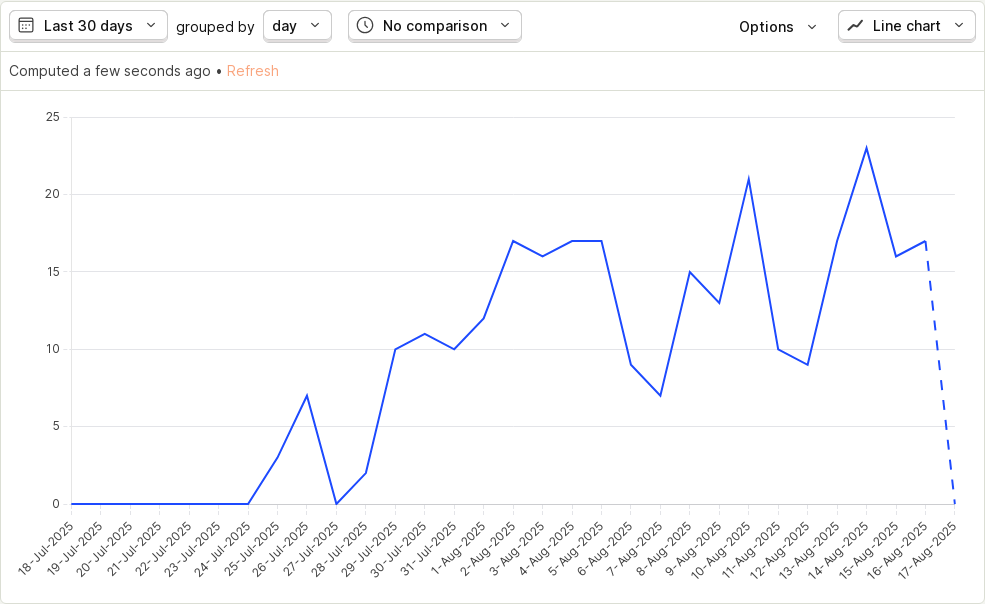 Last 30 days grouped by day No comparison Options Line chart
Computed a few seconds ago • Refresh
25
20
15
10
5
0
18-Jul-2025 19-Jul-2025 20-Jul-2025 21-Jul-2025 22-Jul-2025 23-Jul-2025 24-Jul-2025 25-Jul-2025 26-Jul-2025 27-Jul-2025 28-Jul-2025 29-Jul-2025 30-Jul-2025 31-Jul-2025 1-Aug-2025 2-Aug-2025 3-Aug-2025 4-Aug-2025 5-Aug-2025 6-Aug-2025 7-Aug-2025 8-Aug-2025 9-Aug-2025 10-Aug-2025 11-Aug-2025 12-Aug-2025 13-Aug-2025 14-Aug-2025 15-Aug-2025 16-Aug-2025 17-Aug-2025